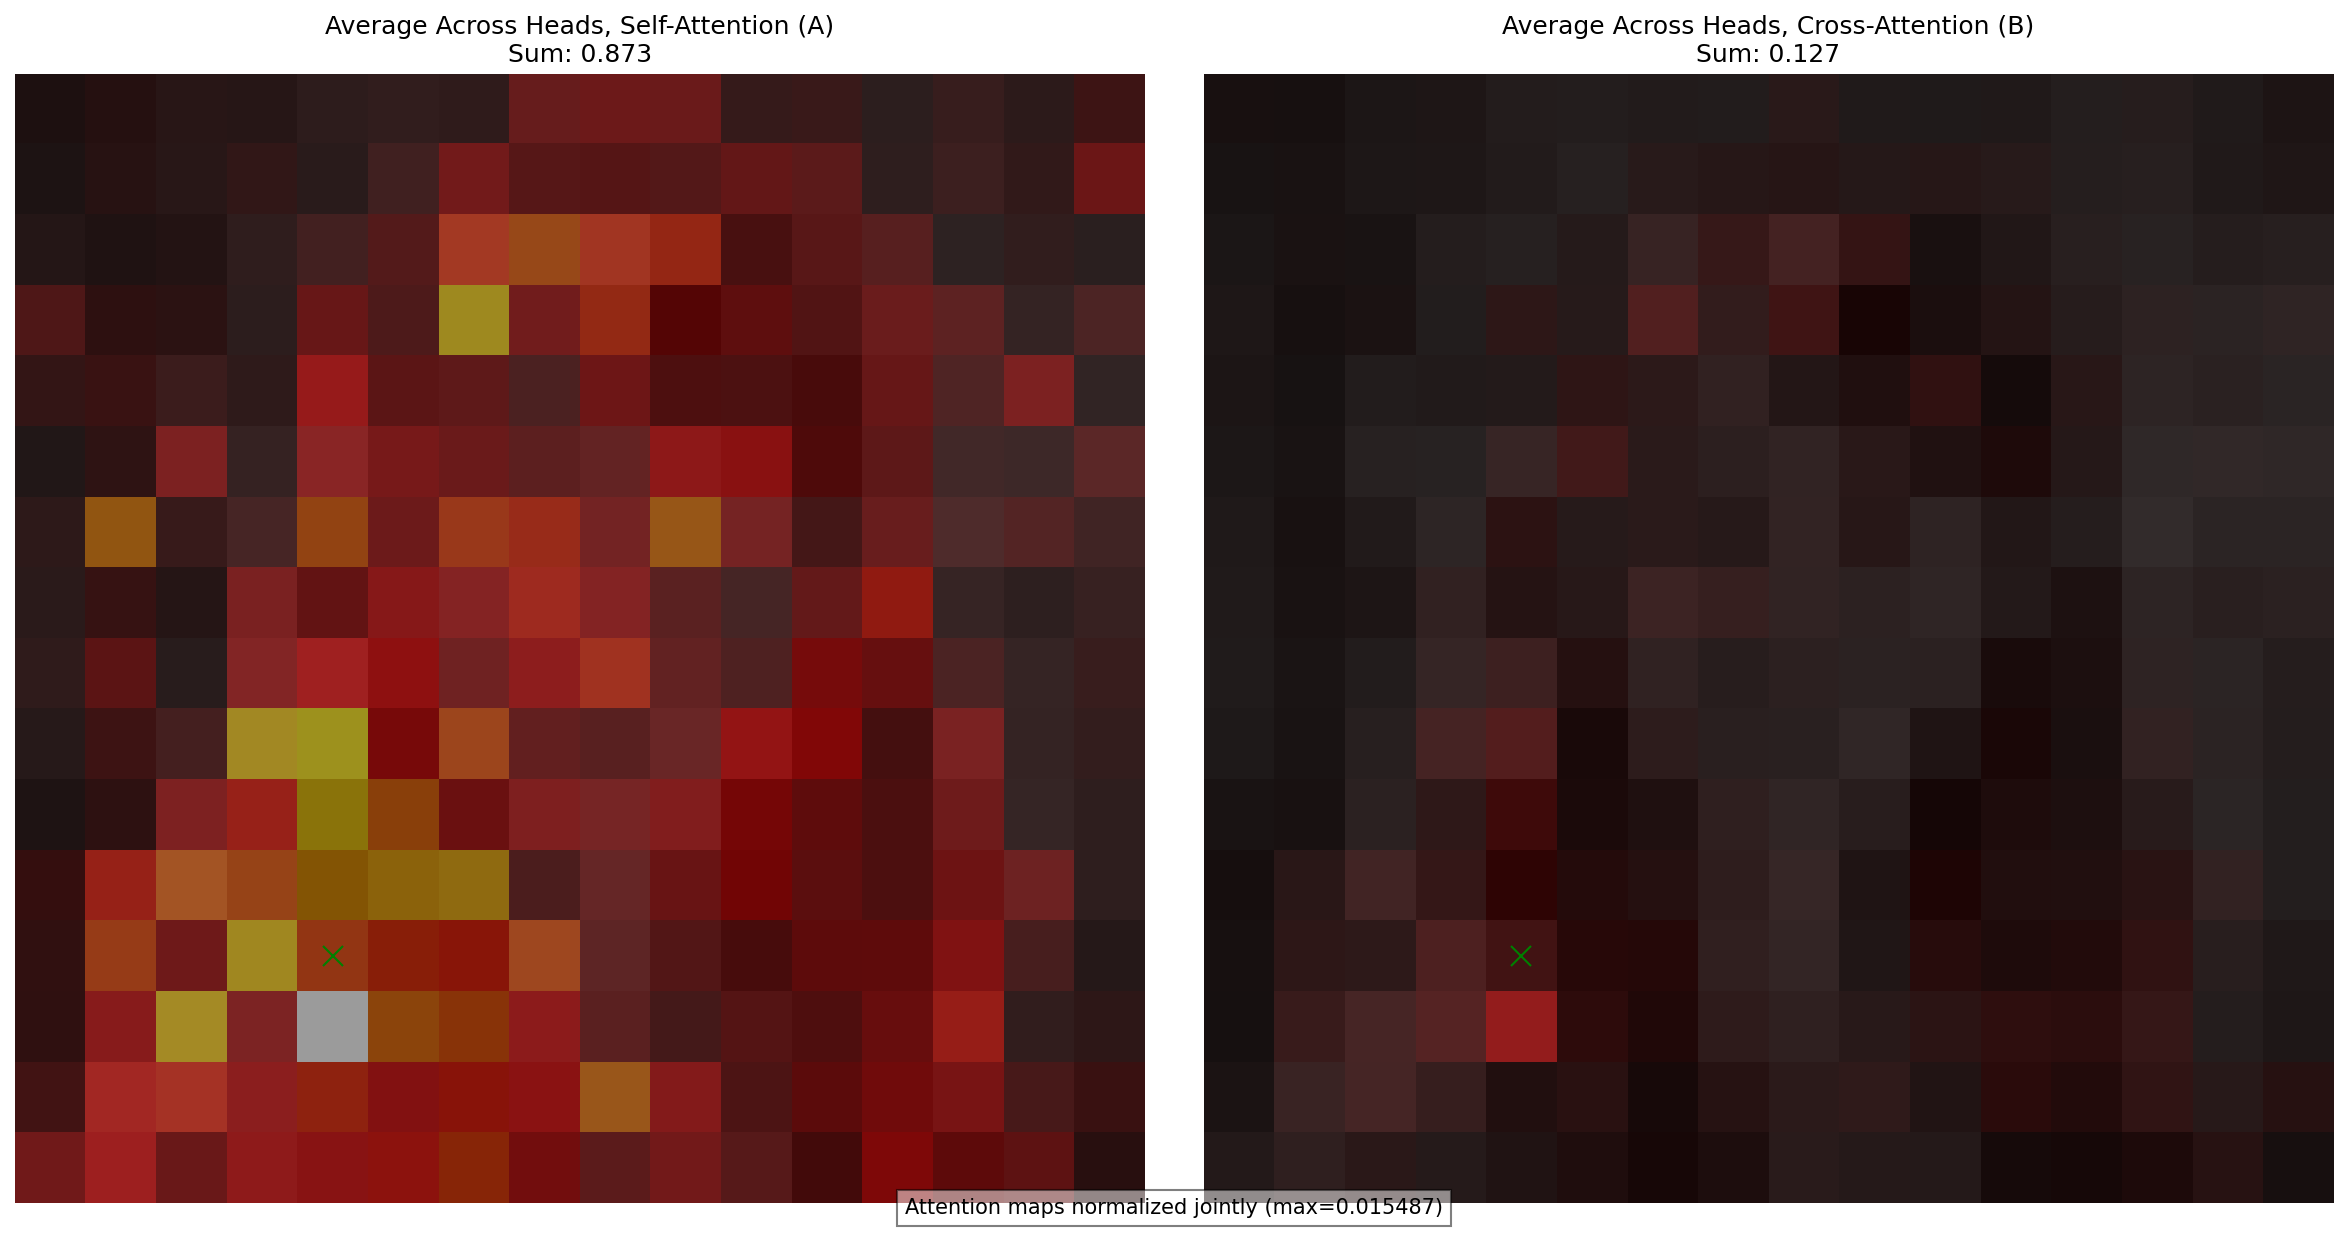 Average Across Heads, Self-Attention (A)
Sum: 0.873
Average Across Heads, Cross-Attention (B)
Sum: 0.127
Attention maps normalized jointly (max=0.015487)